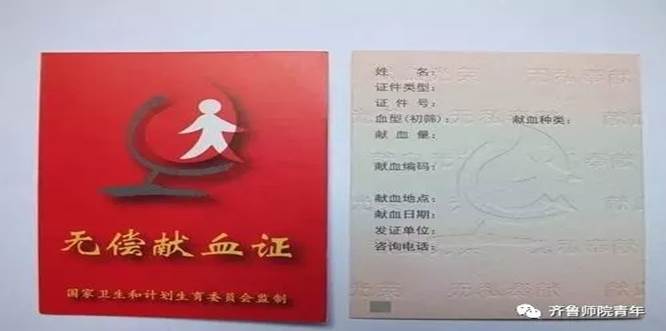 无偿献血证
国家卫生和计划生育委员会监制
姓 名：
证件类型：
证 件 号：
血型(初筛)： 献血种类：
献 血 量：
献血编码：
献血地点：
献血日期：
发证单位：
咨询电话：
齐鲁师院青年